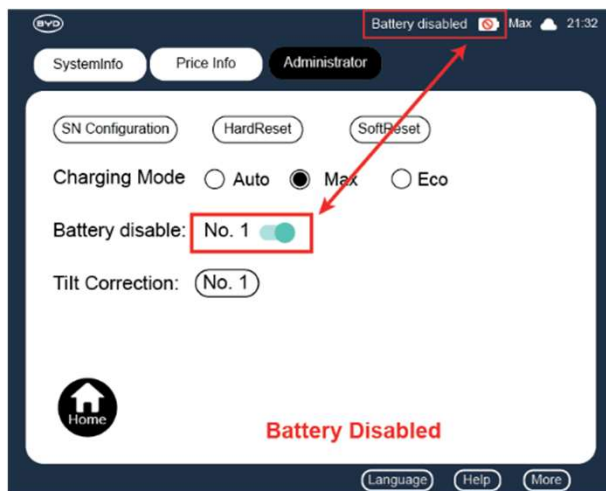 BYD
Battery disabled Max 21:32
SystemInfo Price Info Administrator
SN Configuration HardReset SoftReset
Charging Mode Auto Max Eco
Battery disable: No. 1
Tilt Correction: No. 1
Home
Battery Disabled
Language Help More